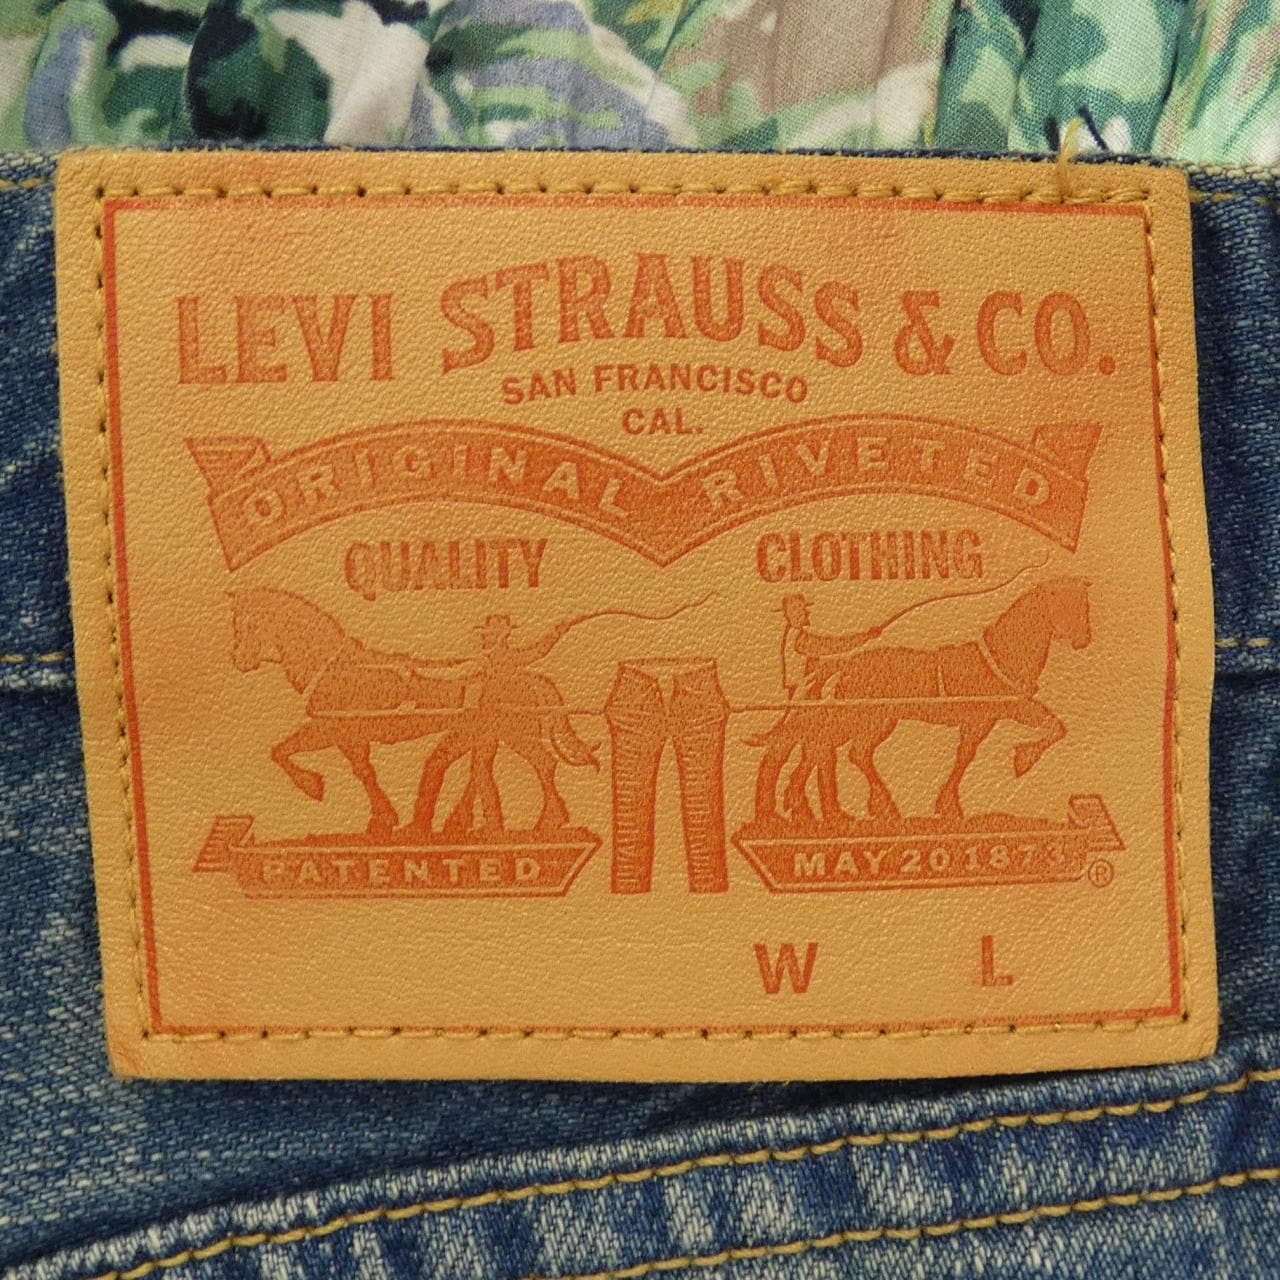 LEVI STRAUSS & CO.
SAN FRANCISCO
CAL.
ORIGINAL RIVETED
QUALITY CLOTHING
PATENTED MAY 20 1873 ®
W L